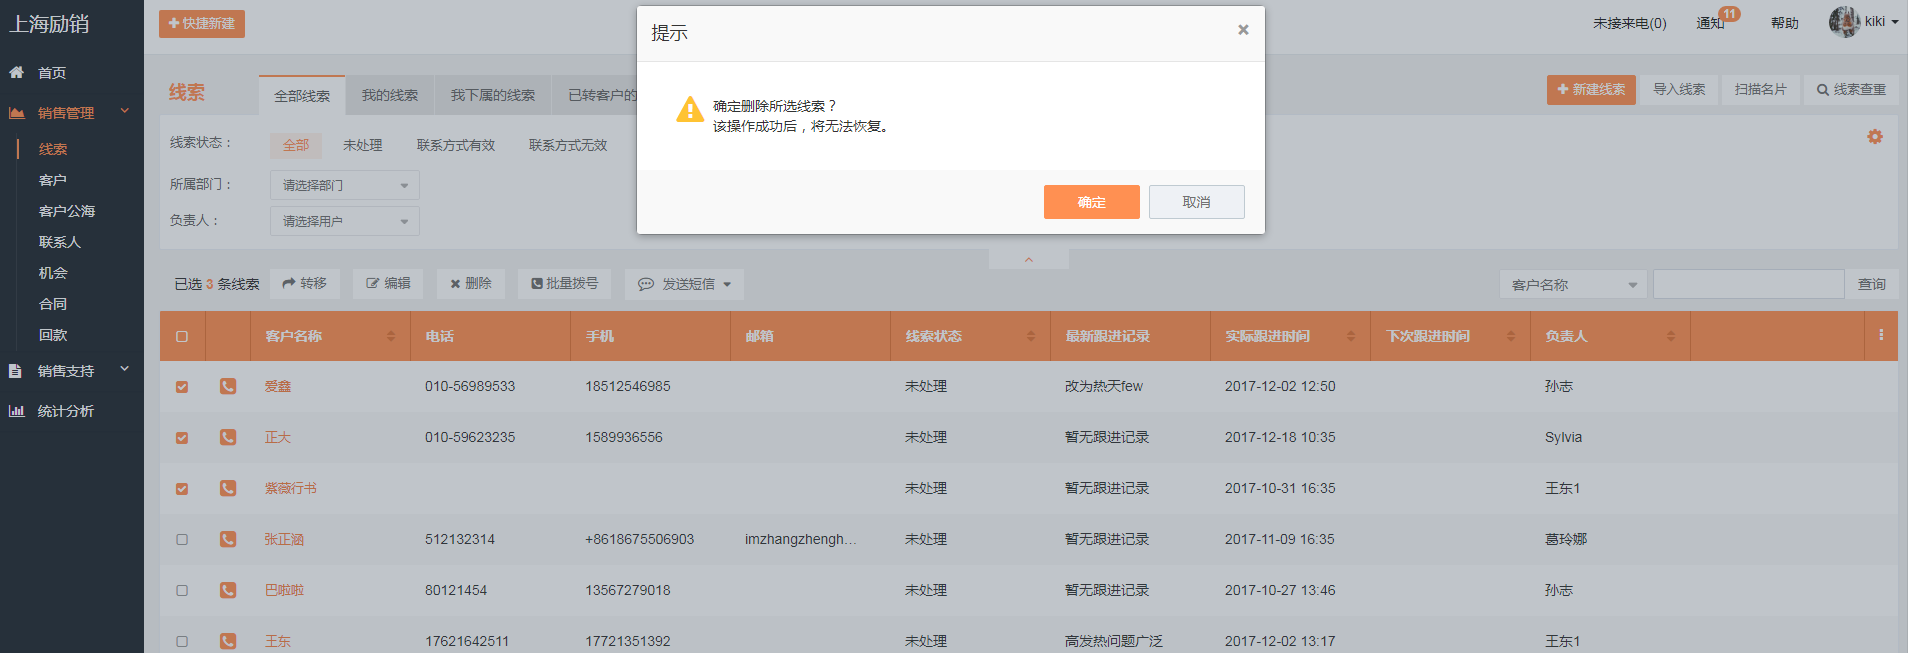 上海励销
快捷新建
未接来电(0)
通知
11
帮助
kiki
首页
销售管理
线索
客户
客户公海
联系人
机会
合同
回款
销售支持
统计分析
提示
确定删除所选线索？
该操作成功后，将无法恢复。
确定
取消
线索
全部线索
我的线索
我下属的线索
已转客户的
新建线索
导入线索
扫描名片
线索查重
线索状态：
全部
未处理
联系方式有效
联系方式无效
所属部门：
请选择部门
负责人：
请选择用户
已选 3 条线索
转移
编辑
删除
批量拨号
发送短信
客户名称
查询
客户名称 电话 手机 邮箱 线索状态 最新跟进记录 实际跟进时间 下次跟进时间 负责人
爱鑫 010-56989533 18512546985 未处理 改为热天few 2017-12-02 12:50 孙志
正大 010-59623235 1589936556 未处理 暂无跟进记录 2017-12-18 10:35 Sylvia
紫薇行书 未处理 暂无跟进记录 2017-10-31 16:35 王东1
张正涵 512132314 +8618675506903 imzhangzhengh... 未处理 暂无跟进记录 2017-11-09 16:35 葛玲娜
巴啦啦 80121454 13567279018 未处理 暂无跟进记录 2017-10-27 13:46 孙志
王东 17621642511 17721351392 未处理 高发热问题广泛 2017-12-02 13:17 王东1